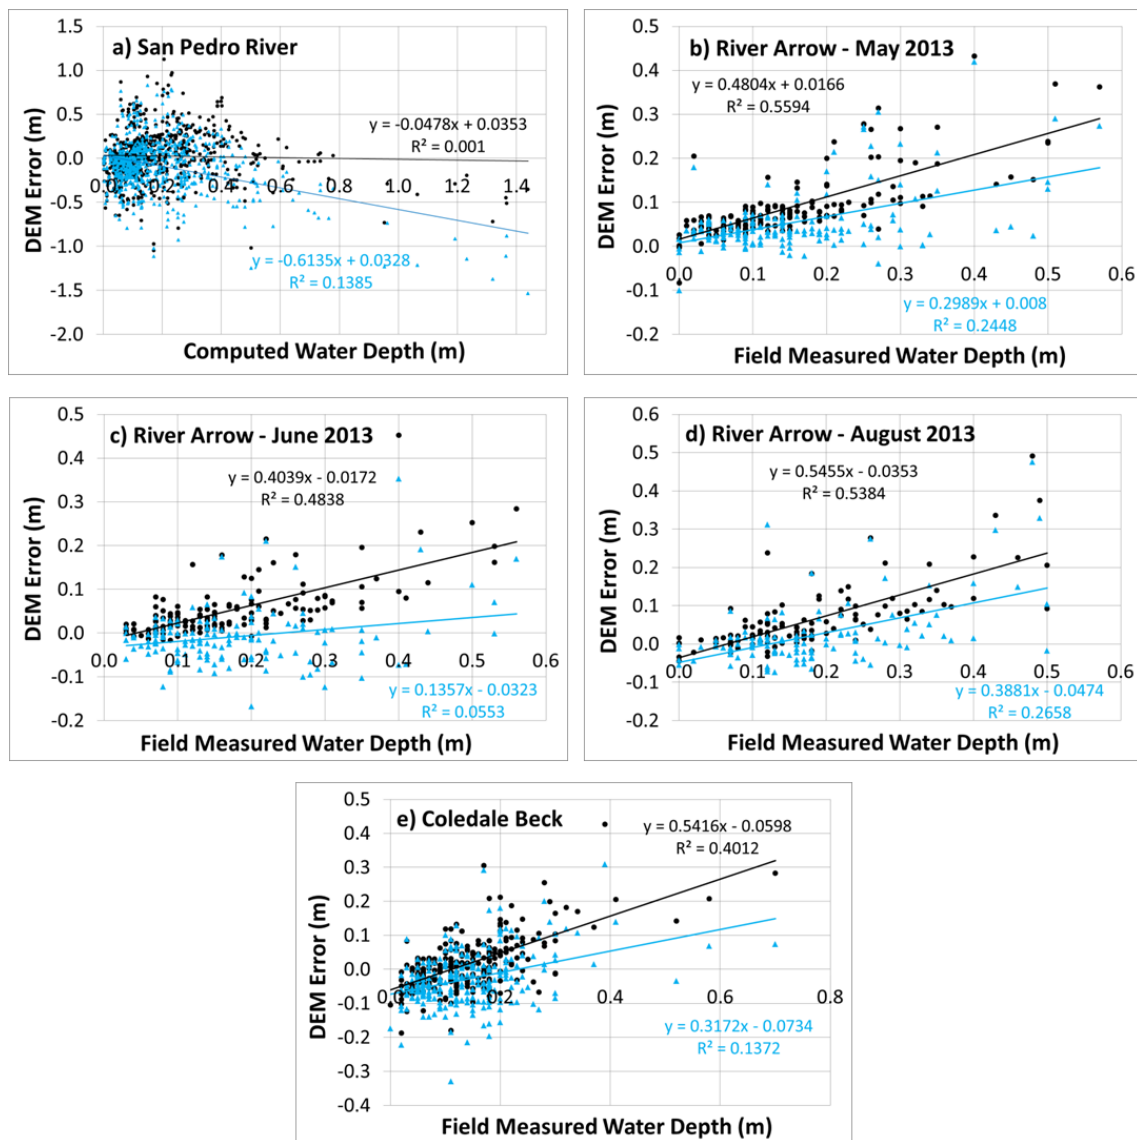 a) San Pedro River
1.5
1.0
0.5
0.0
-0.5
-1.0
-1.5
-2.0
DEM Error (m)
y = -0.0478x + 0.0353
R² = 0.001
0.0 0.2 0.4 0.6 0.8 1.0 1.2 1.4
y = -0.6135x + 0.0328
R² = 0.1385
Computed Water Depth (m)
b) River Arrow - May 2013
0.5
0.4
0.3
0.2
0.1
0.0
-0.1
-0.2
DEM Error (m)
y = 0.4804x + 0.0166
R² = 0.5594
0.0 0.1 0.2 0.3 0.4 0.5 0.6
y = 0.2989x + 0.008
R² = 0.2448
Field Measured Water Depth (m)
c) River Arrow - June 2013
0.5
0.4
0.3
0.2
0.1
0.0
-0.1
-0.2
DEM Error (m)
y = 0.4039x - 0.0172
R² = 0.4838
0.0 0.1 0.2 0.3 0.4 0.5 0.6
y = 0.1357x - 0.0323
R² = 0.0553
Field Measured Water Depth (m)
d) River Arrow - August 2013
0.6
0.5
0.4
0.3
0.2
0.1
0.0
-0.1
-0.2
DEM Error (m)
y = 0.5455x - 0.0353
R² = 0.5384
0.0 0.1 0.2 0.3 0.4 0.5 0.6
y = 0.3881x - 0.0474
R² = 0.2658
Field Measured Water Depth (m)
e) Coledale Beck
0.5
0.4
0.3
0.2
0.1
0.0
-0.1
-0.2
-0.3
-0.4
DEM Error (m)
y = 0.5416x - 0.0598
R² = 0.4012
0.0 0.2 0.4 0.6 0.8
y = 0.3172x - 0.0734
R² = 0.1372
Field Measured Water Depth (m)